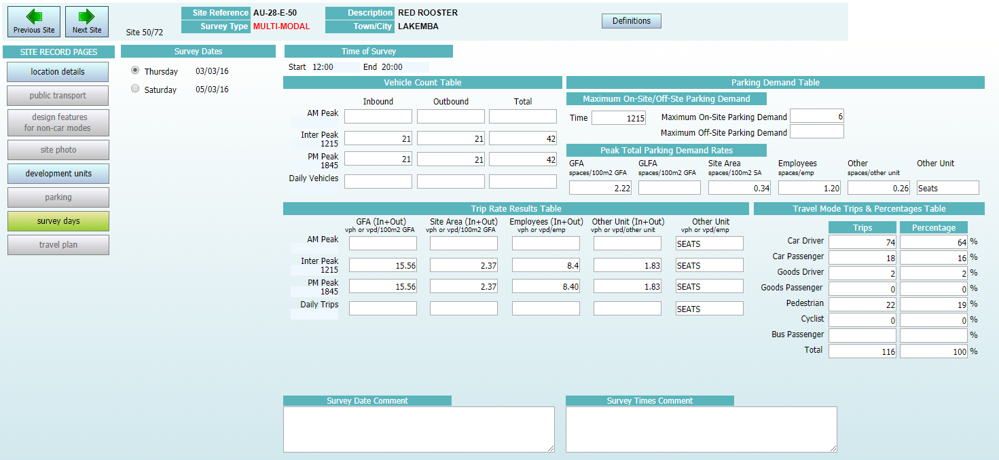 Previous Site
Next Site
Site 50/72
Site Reference AU-28-E-50
Survey Type MULTI-MODAL
Description RED ROOSTER
Town/City LAKEMBA
Definitions
SITE RECORD PAGES
location details
public transport
design features
for non-car modes
site photo
development units
parking
survey days
travel plan
Survey Dates
Thursday 03/03/16
Saturday 05/03/16
Time of Survey
Start 12:00 End 20:00
Vehicle Count Table
Inbound Outbound Total
AM Peak
Inter Peak
1215 21 21 42
PM Peak
1845 21 21 42
Daily Vehicles
Parking Demand Table
Maximum On-Site/Off-Ste Parking Demand
Time 1215 Maximum On-Site Parking Demand 6
Maximum Off-Site Parking Demand
Peak Total Parking Demand Rates
GFA GLFA Site Area Employees Other Other Unit
spaces/100m2 GFA spaces/100m2 GFA spaces/100m2 SA spaces/emp spaces/other unit
2.22 0.34 1.20 0.26 Seats
Trip Rate Results Table
GFA (In+Out) Site Area (In+Out) Employees (In+Out) Other Unit (In+Out) Other Unit
vph or vpd/100m2 GFA vph or vpd/100m2 GFA vph or vpd/emp vph or vpd/other unit vph or vpd/emp
AM Peak SEATS
Inter Peak
1215 15.56 2.37 8.4 1.83 SEATS
PM Peak
1845 15.56 2.37 8.40 1.83 SEATS
Daily Trips SEATS
Travel Mode Trips & Percentages Table
Trips Percentage
Car Driver 74 64 %
Car Passenger 18 16 %
Goods Driver 2 2 %
Goods Passenger 0 0 %
Pedestrian 22 19 %
Cyclist 0 0 %
Bus Passenger %
Total 116 100 %
Survey Date Comment
Survey Times Comment